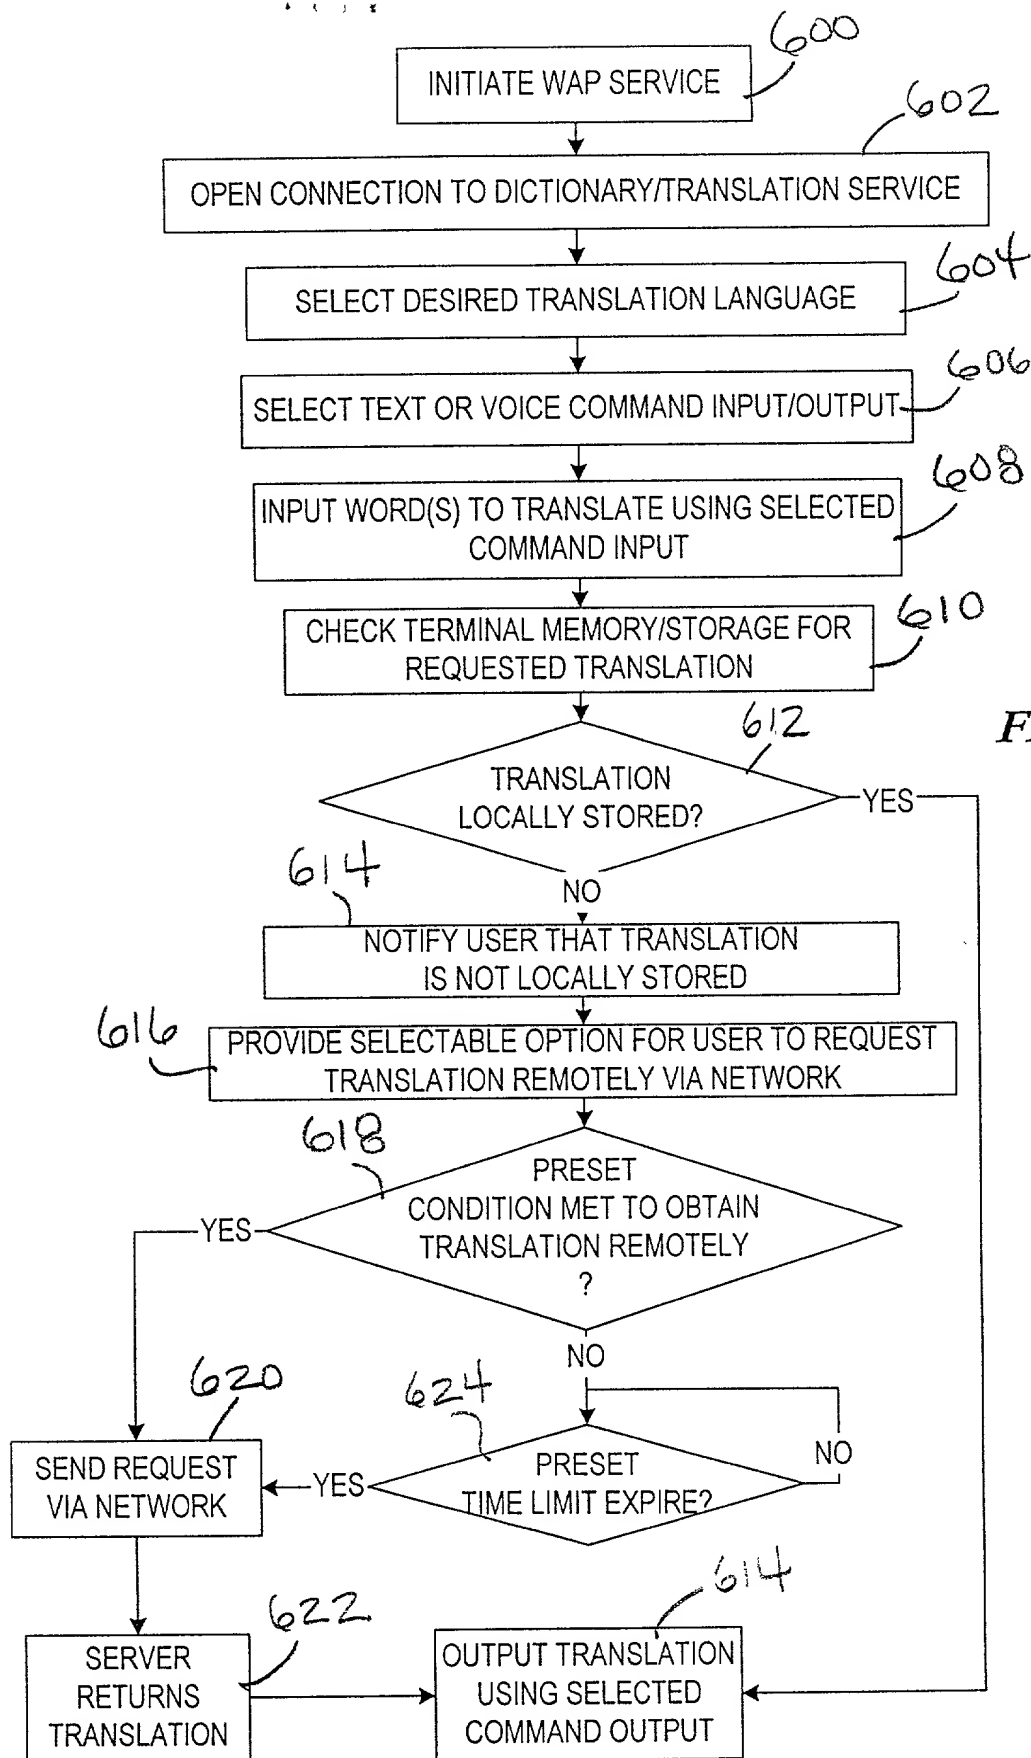 600
INITIATE WAP SERVICE
602
OPEN CONNECTION TO DICTIONARY/TRANSLATION SERVICE
604
SELECT DESIRED TRANSLATION LANGUAGE
606
SELECT TEXT OR VOICE COMMAND INPUT/OUTPUT
608
INPUT WORD(S) TO TRANSLATE USING SELECTED
COMMAND INPUT
610
CHECK TERMINAL MEMORY/STORAGE FOR
REQUESTED TRANSLATION
612
TRANSLATION
LOCALLY STORED?
YES
NO
614
NOTIFY USER THAT TRANSLATION
IS NOT LOCALLY STORED
616
PROVIDE SELECTABLE OPTION FOR USER TO REQUEST
TRANSLATION REMOTELY VIA NETWORK
618
PRESET
CONDITION MET TO OBTAIN
TRANSLATION REMOTELY
?
YES
NO
620
SEND REQUEST
VIA NETWORK
624
PRESET
TIME LIMIT EXPIRE?
YES
NO
622
SERVER
RETURNS
TRANSLATION
614
OUTPUT TRANSLATION
USING SELECTED
COMMAND OUTPUT